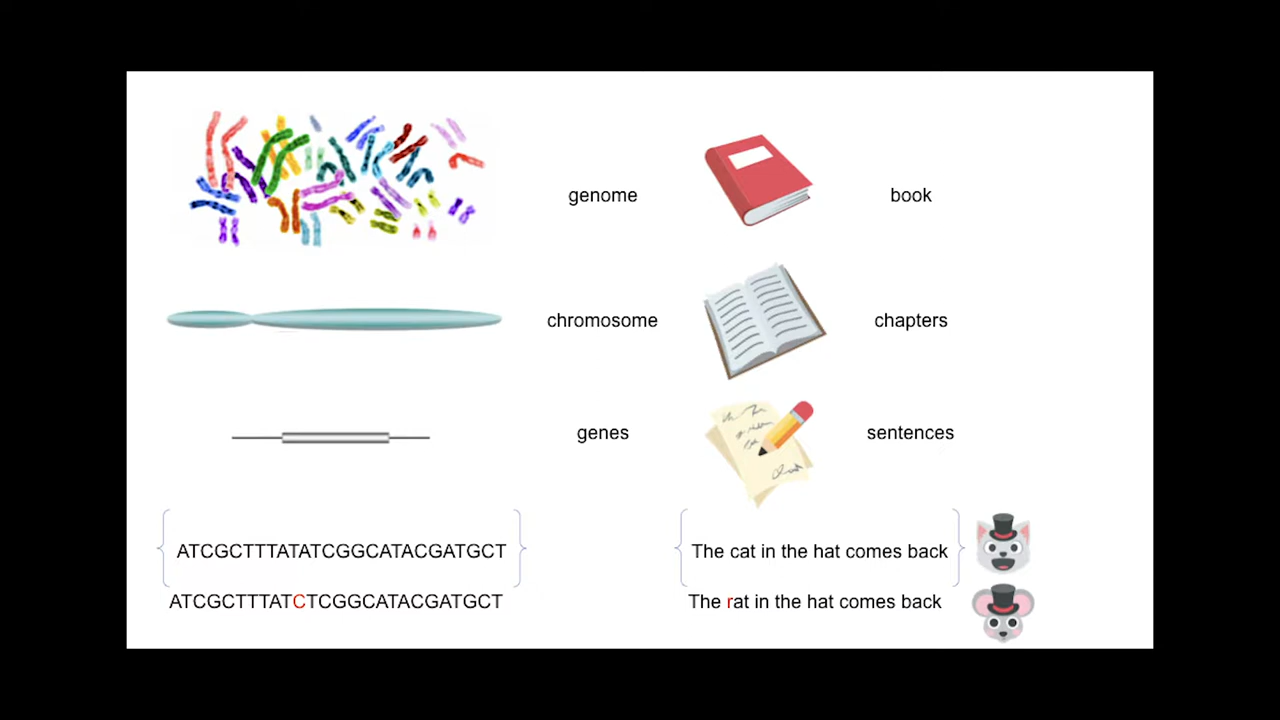 genome
book
chromosome
chapters
genes
sentences
ATCGCTTTATATCGGCATACGATGCT
The cat in the hat comes back
ATCGCTTTATCTCGGCATACGATGCT
The rat in the hat comes back